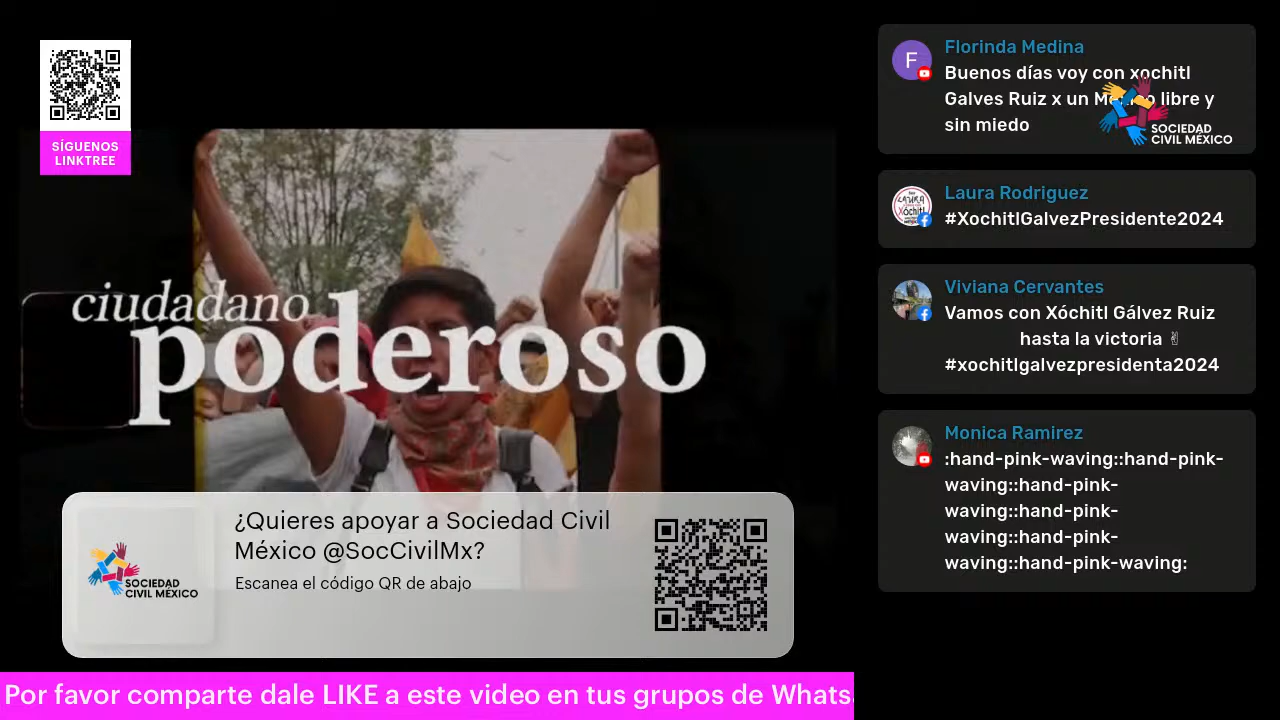 SÍGUENOS
LINKTREE
ciudadano
poderoso
¿Quieres apoyar a Sociedad Civil
México @SocCivilMx?
Escanea el código QR de abajo
SOCIEDAD
CIVIL MÉXICO
Por favor comparte dale LIKE a este video en tus grupos de Whats
F
Florinda Medina
Buenos días voy con xochitl
Galves Ruiz x un México libre y
sin miedo
SOCIEDAD
CIVIL MÉXICO
Laura Rodriguez
#XochitlGalvezPresidente2024
Viviana Cervantes
Vamos con Xóchitl Gálvez Ruiz
hasta la victoria ✌
#xochitlgalvezpresidenta2024
Monica Ramirez
:hand-pink-waving::hand-pink-
waving::hand-pink-
waving::hand-pink-
waving::hand-pink-
waving::hand-pink-waving: